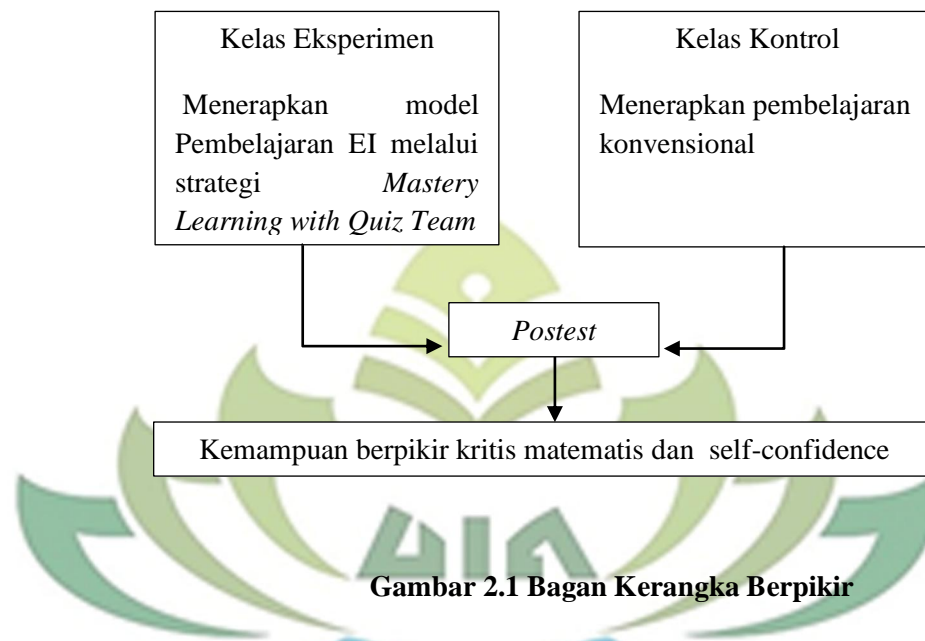 Kelas Eksperimen
Menerapkan model
Pembelajaran EI melalui
strategi Mastery
Learning with Quiz Team
Kelas Kontrol
Menerapkan pembelajaran
konvensional
Postest
Kemampuan berpikir kritis matematis dan self-confidence
UIN
Gambar 2.1 Bagan Kerangka Berpikir